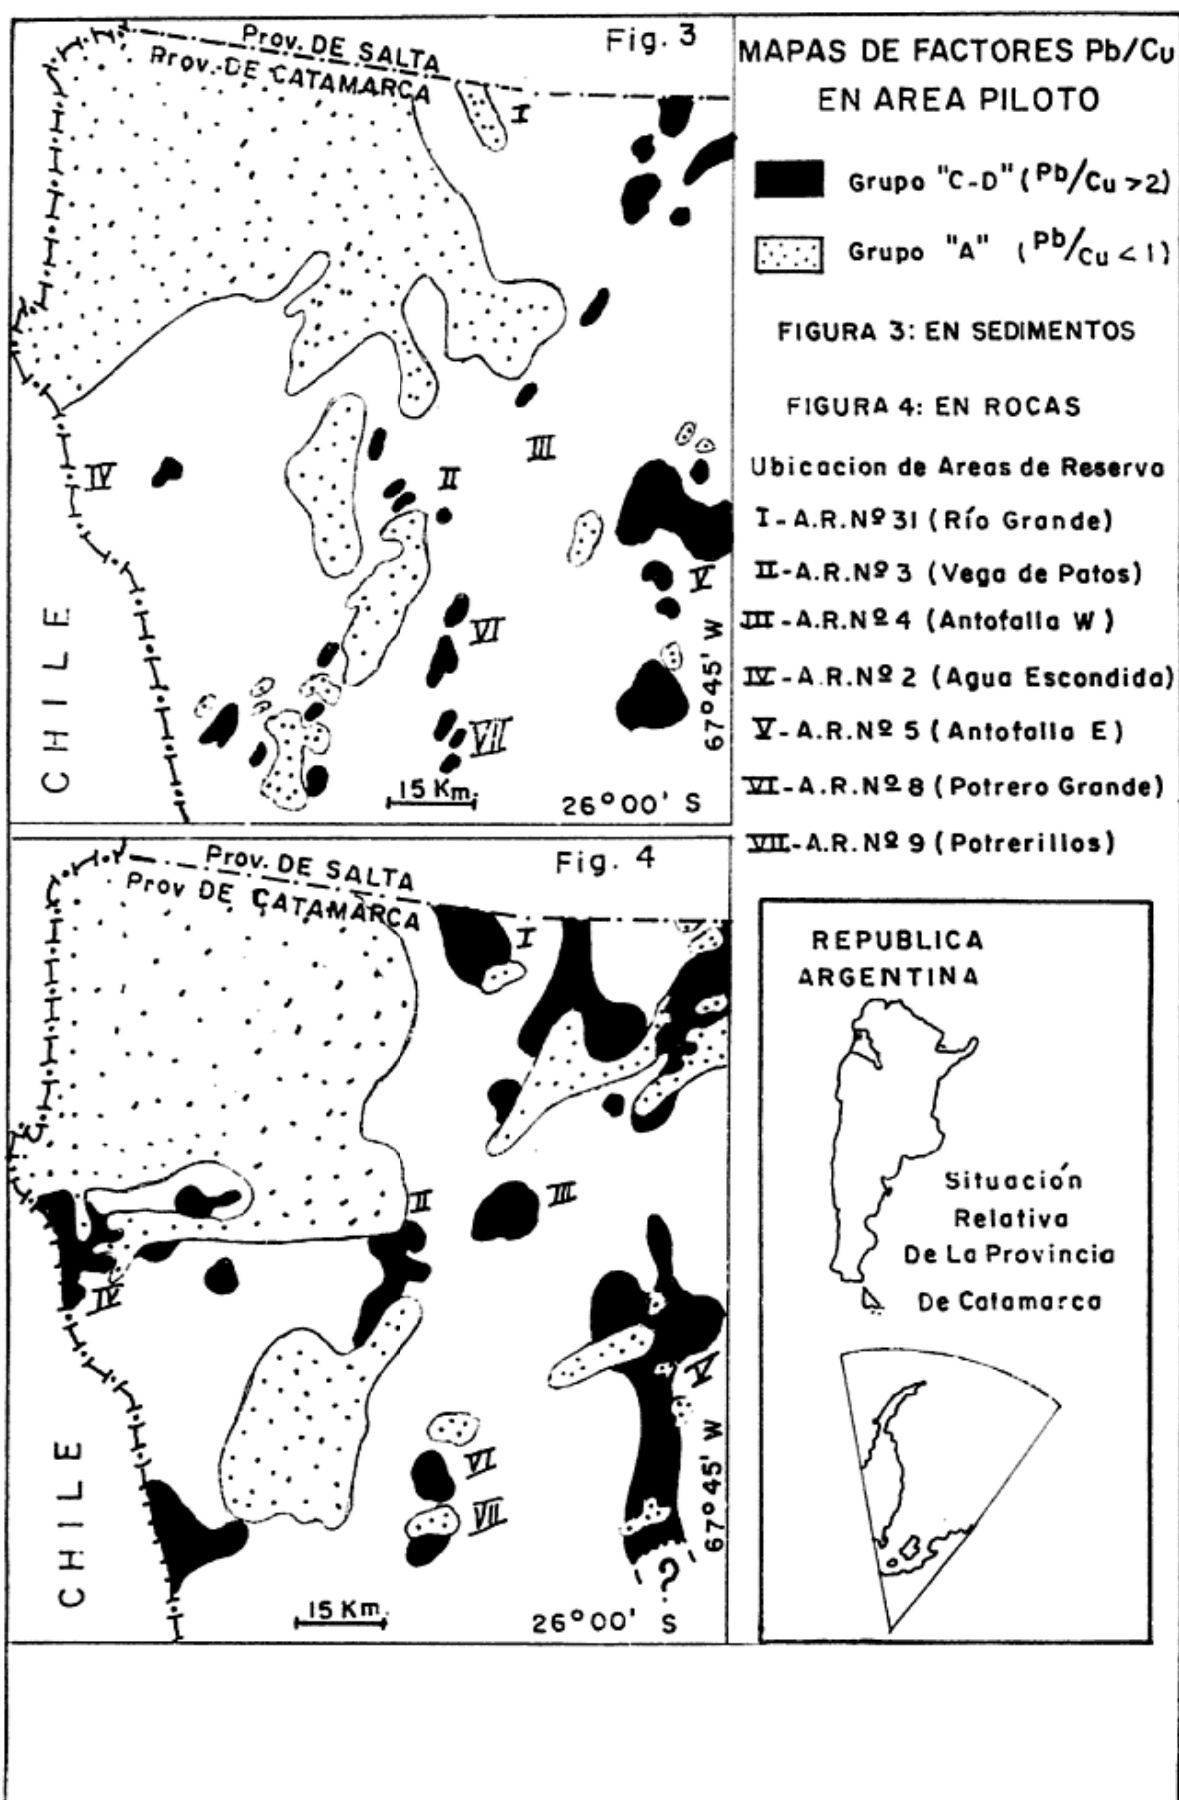 Prov. DE SALTA
Prov. DE CATAMARCA
Fig. 3
I
IV
III
II
V
VI
VII
CHILE
15 Km.
26°00' S
67°45' W
Prov. DE SALTA
Prov DE CATAMARCA
Fig. 4
I
II
III
IV
V
VI
VII
CHILE
15 Km.
26°00' S
67°45' W
?
MAPAS DE FACTORES Pb/Cu
EN AREA PILOTO
Grupo "C-D" (Pb/Cu >2)
Grupo "A" (Pb/Cu < 1)
FIGURA 3: EN SEDIMENTOS
FIGURA 4: EN ROCAS
Ubicacion de Areas de Reserva
I-A.R.Nº 31 (Río Grande)
II-A.R.Nº 3 (Vega de Patos)
III-A.R.Nº 4 (Antofalla W)
IV-A.R.Nº 2 (Agua Escondida)
V-A.R.Nº 5 (Antofalla E)
VI-A.R.Nº 8 (Potrero Grande)
VII-A.R.Nº 9 (Potrerillos)
REPUBLICA
ARGENTINA
Situación
Relativa
De La Provincia
De Catamarca